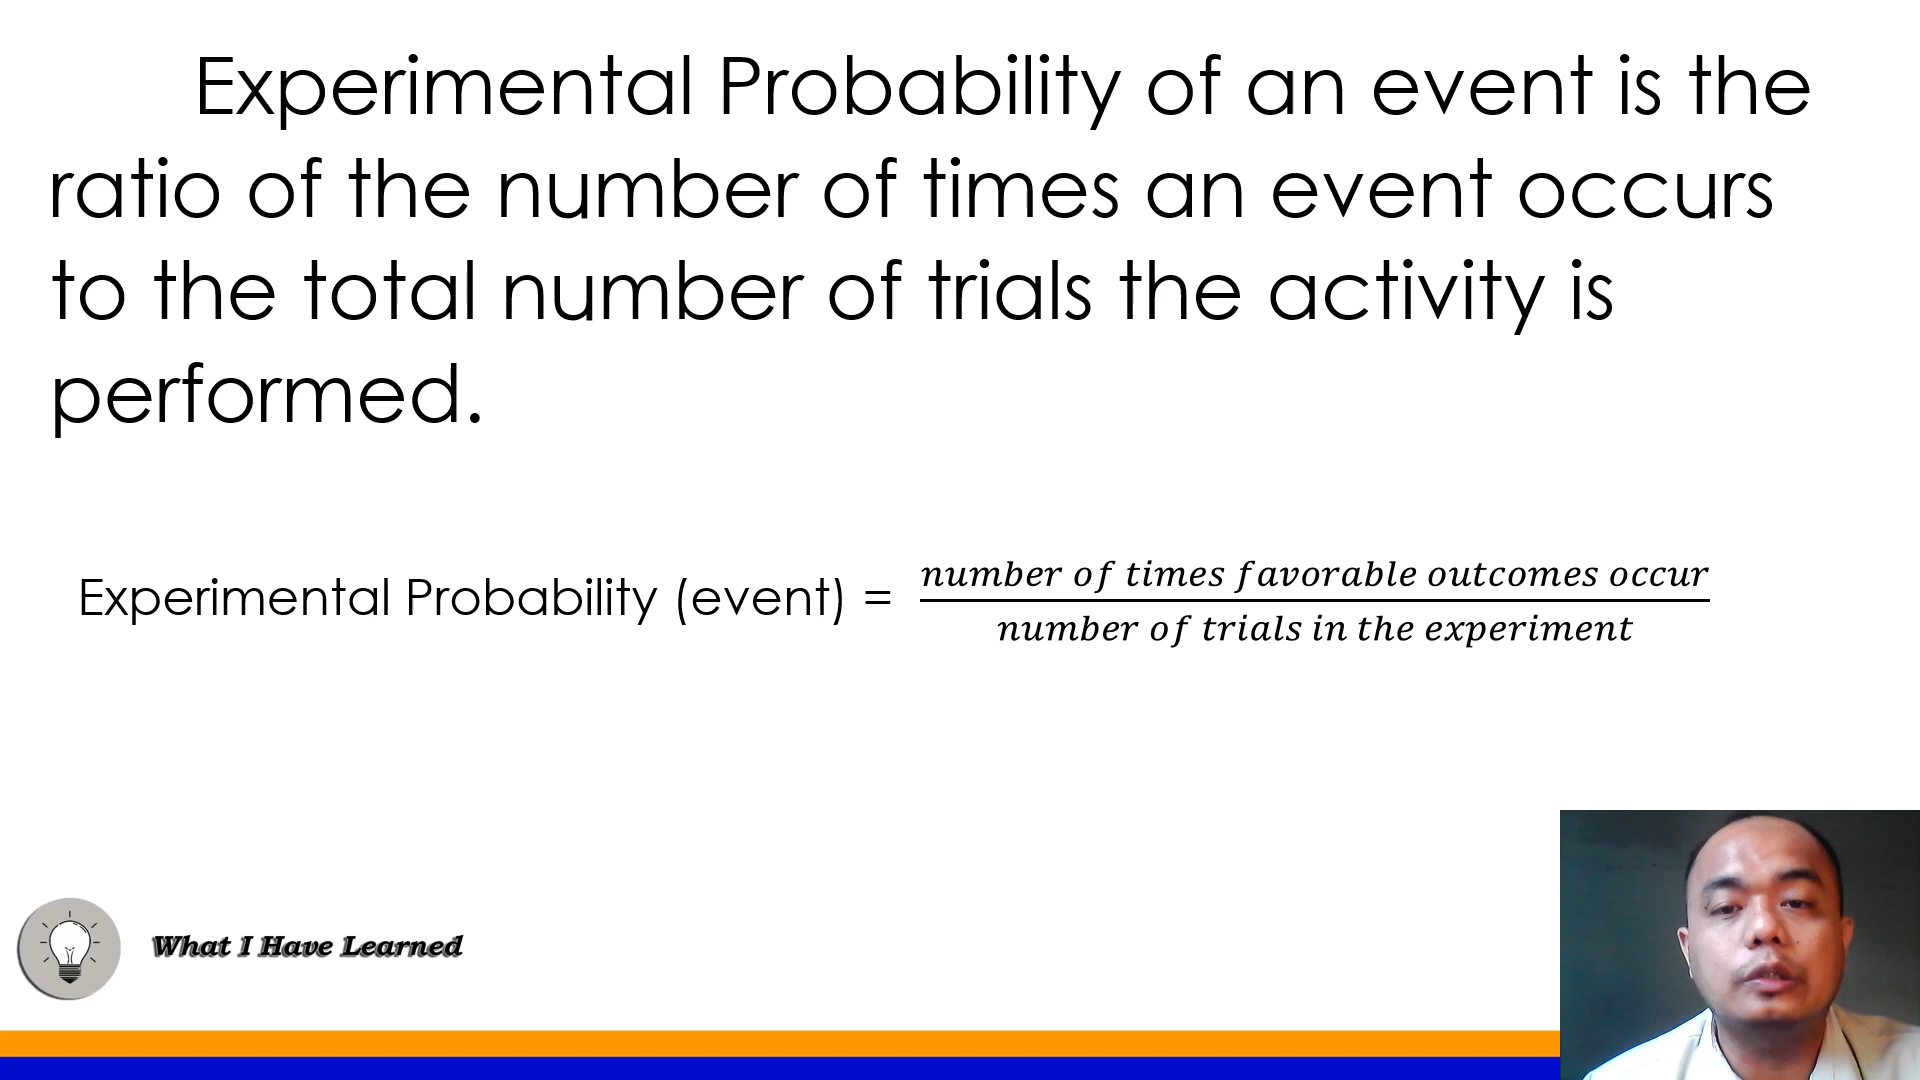 Experimental Probability of an event is the
ratio of the number of times an event occurs
to the total number of trials the activity is
performed.
Experimental Probability (event) = number of times favorable outcomes occur
number of trials in the experiment
What I Have Learned